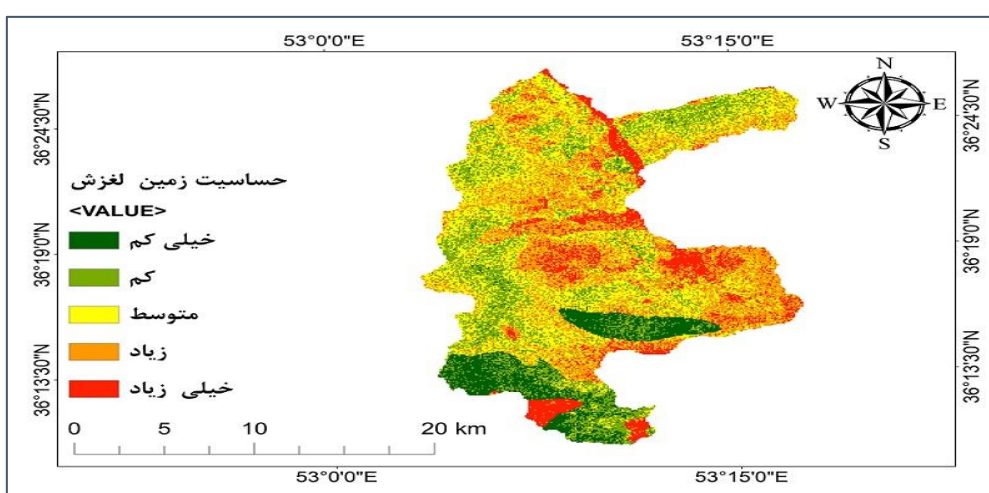 53°0'0"E 53°15'0"E
N
W E
S
36°24'30"N 36°24'30"N
حساسیت زمین لغزش
<VALUE>
خیلی کم
کم
متوسط
زیاد
خیلی زیاد
36°19'0"N 36°19'0"N
36°13'30"N 36°13'30"N
0 5 10 20 km
53°0'0"E 53°15'0"E